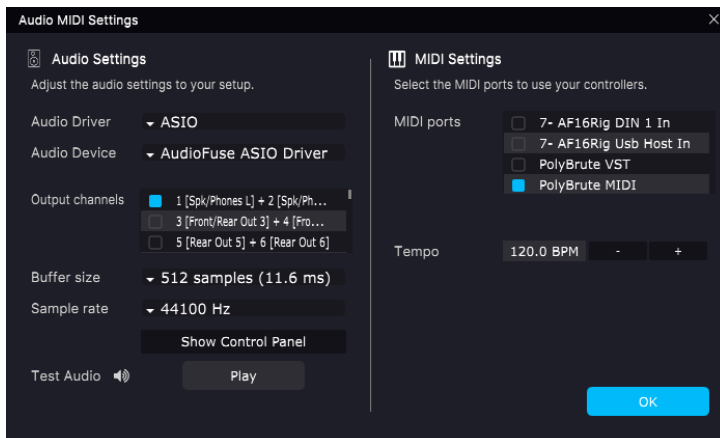 Audio MIDI Settings
Audio Settings
Adjust the audio settings to your setup.
Audio Driver ASIO
Audio Device AudioFuse ASIO Driver
Output channels 1 [Spk/Phones L] + 2 [Spk/Ph...
3 [Front/Rear Out 3] + 4 [Fro...
5 [Rear Out 5] + 6 [Rear Out 6]
Buffer size 512 samples (11.6 ms)
Sample rate 44100 Hz
Show Control Panel
Test Audio Play
MIDI Settings
Select the MIDI ports to use your controllers.
MIDI ports 7- AF16Rig DIN 1 In
7- AF16Rig Usb Host In
PolyBrute VST
PolyBrute MIDI
Tempo 120.0 BPM - +
OK